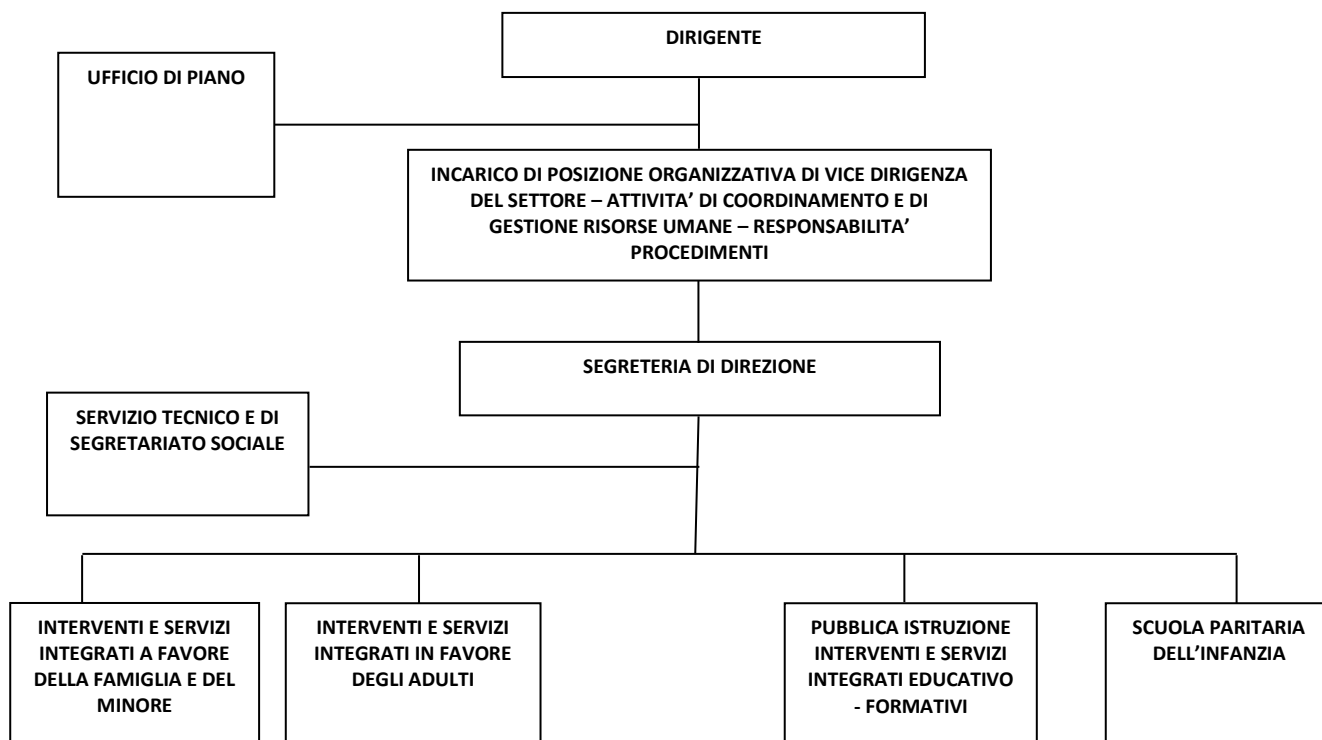 DIRIGENTE
UFFICIO DI PIANO
INCARICO DI POSIZIONE ORGANIZZATIVA DI VICE DIRIGENZA
DEL SETTORE – ATTIVITA’ DI COORDINAMENTO E DI
GESTIONE RISORSE UMANE – RESPONSABILITA’
PROCEDIMENTI
SEGRETERIA DI DIREZIONE
SERVIZIO TECNICO E DI
SEGRETARIATO SOCIALE
INTERVENTI E SERVIZI
INTEGRATI A FAVORE
DELLA FAMIGLIA E DEL
MINORE
INTERVENTI E SERVIZI
INTEGRATI IN FAVORE
DEGLI ADULTI
PUBBLICA ISTRUZIONE
INTERVENTI E SERVIZI
INTEGRATI EDUCATIVO
- FORMATIVI
SCUOLA PARITARIA
DELL’INFANZIA